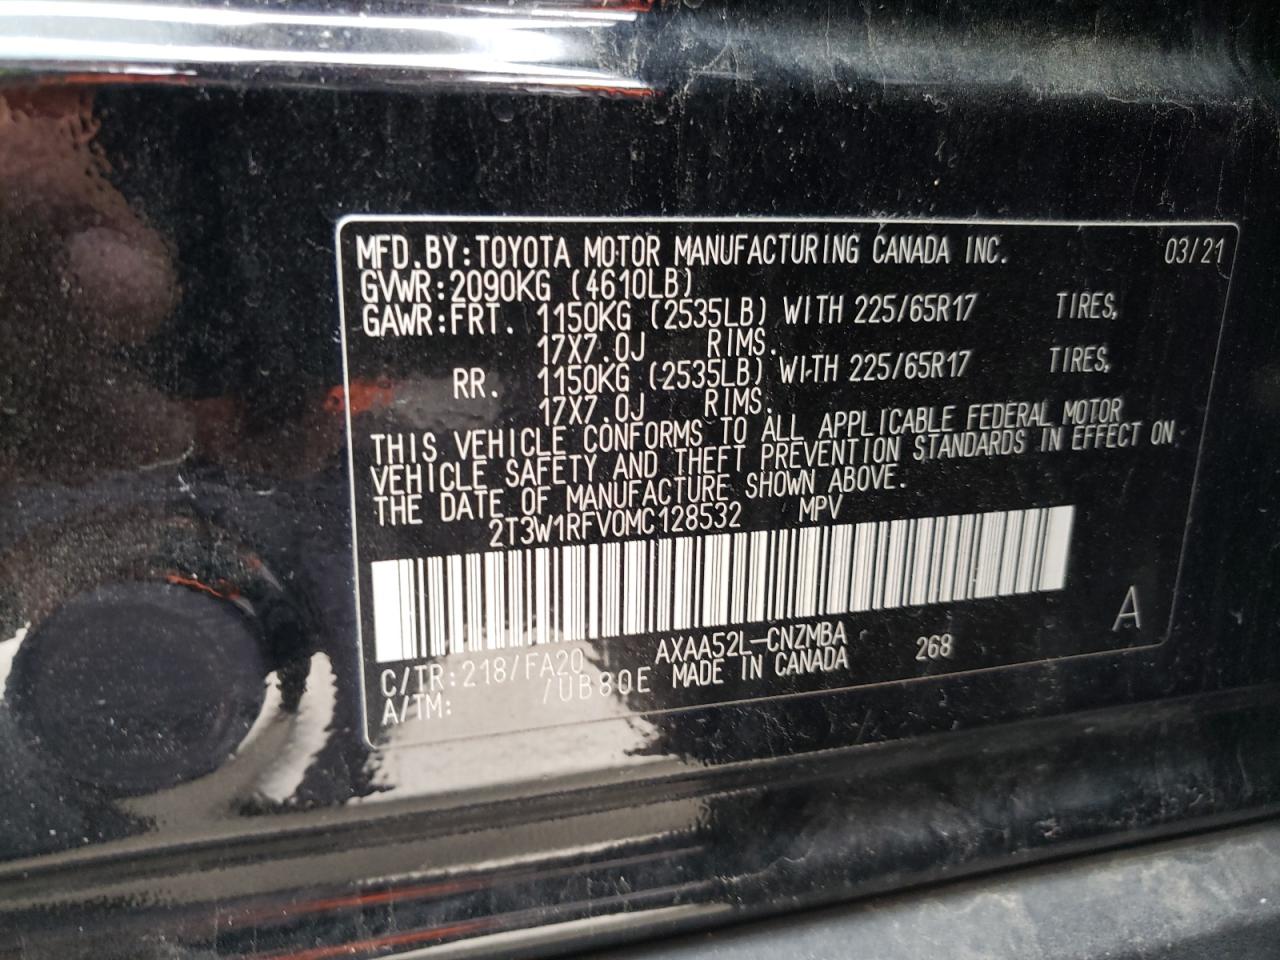 MFD.BY:TOYOTA MOTOR MANUFACTURING CANADA INC. 03/21
GVWR:2090KG (4610LB)
GAWR:FRT. 1150KG (2535LB) WITH 225/65R17 TIRES,
17X7.0J RIMS.
RR. 1150KG (2535LB) WITH 225/65R17 TIRES,
17X7.0J RIMS.
THIS VEHICLE CONFORMS TO ALL APPLICABLE FEDERAL MOTOR
VEHICLE SAFETY AND THEFT PREVENTION STANDARDS IN EFFECT ON
THE DATE OF MANUFACTURE SHOWN ABOVE.
2T3W1RFV0MC128532 MPV
C/TR:218/FA20 AXAA52L-CNZMBA 268 A
A/TM: /UB80E MADE IN CANADA